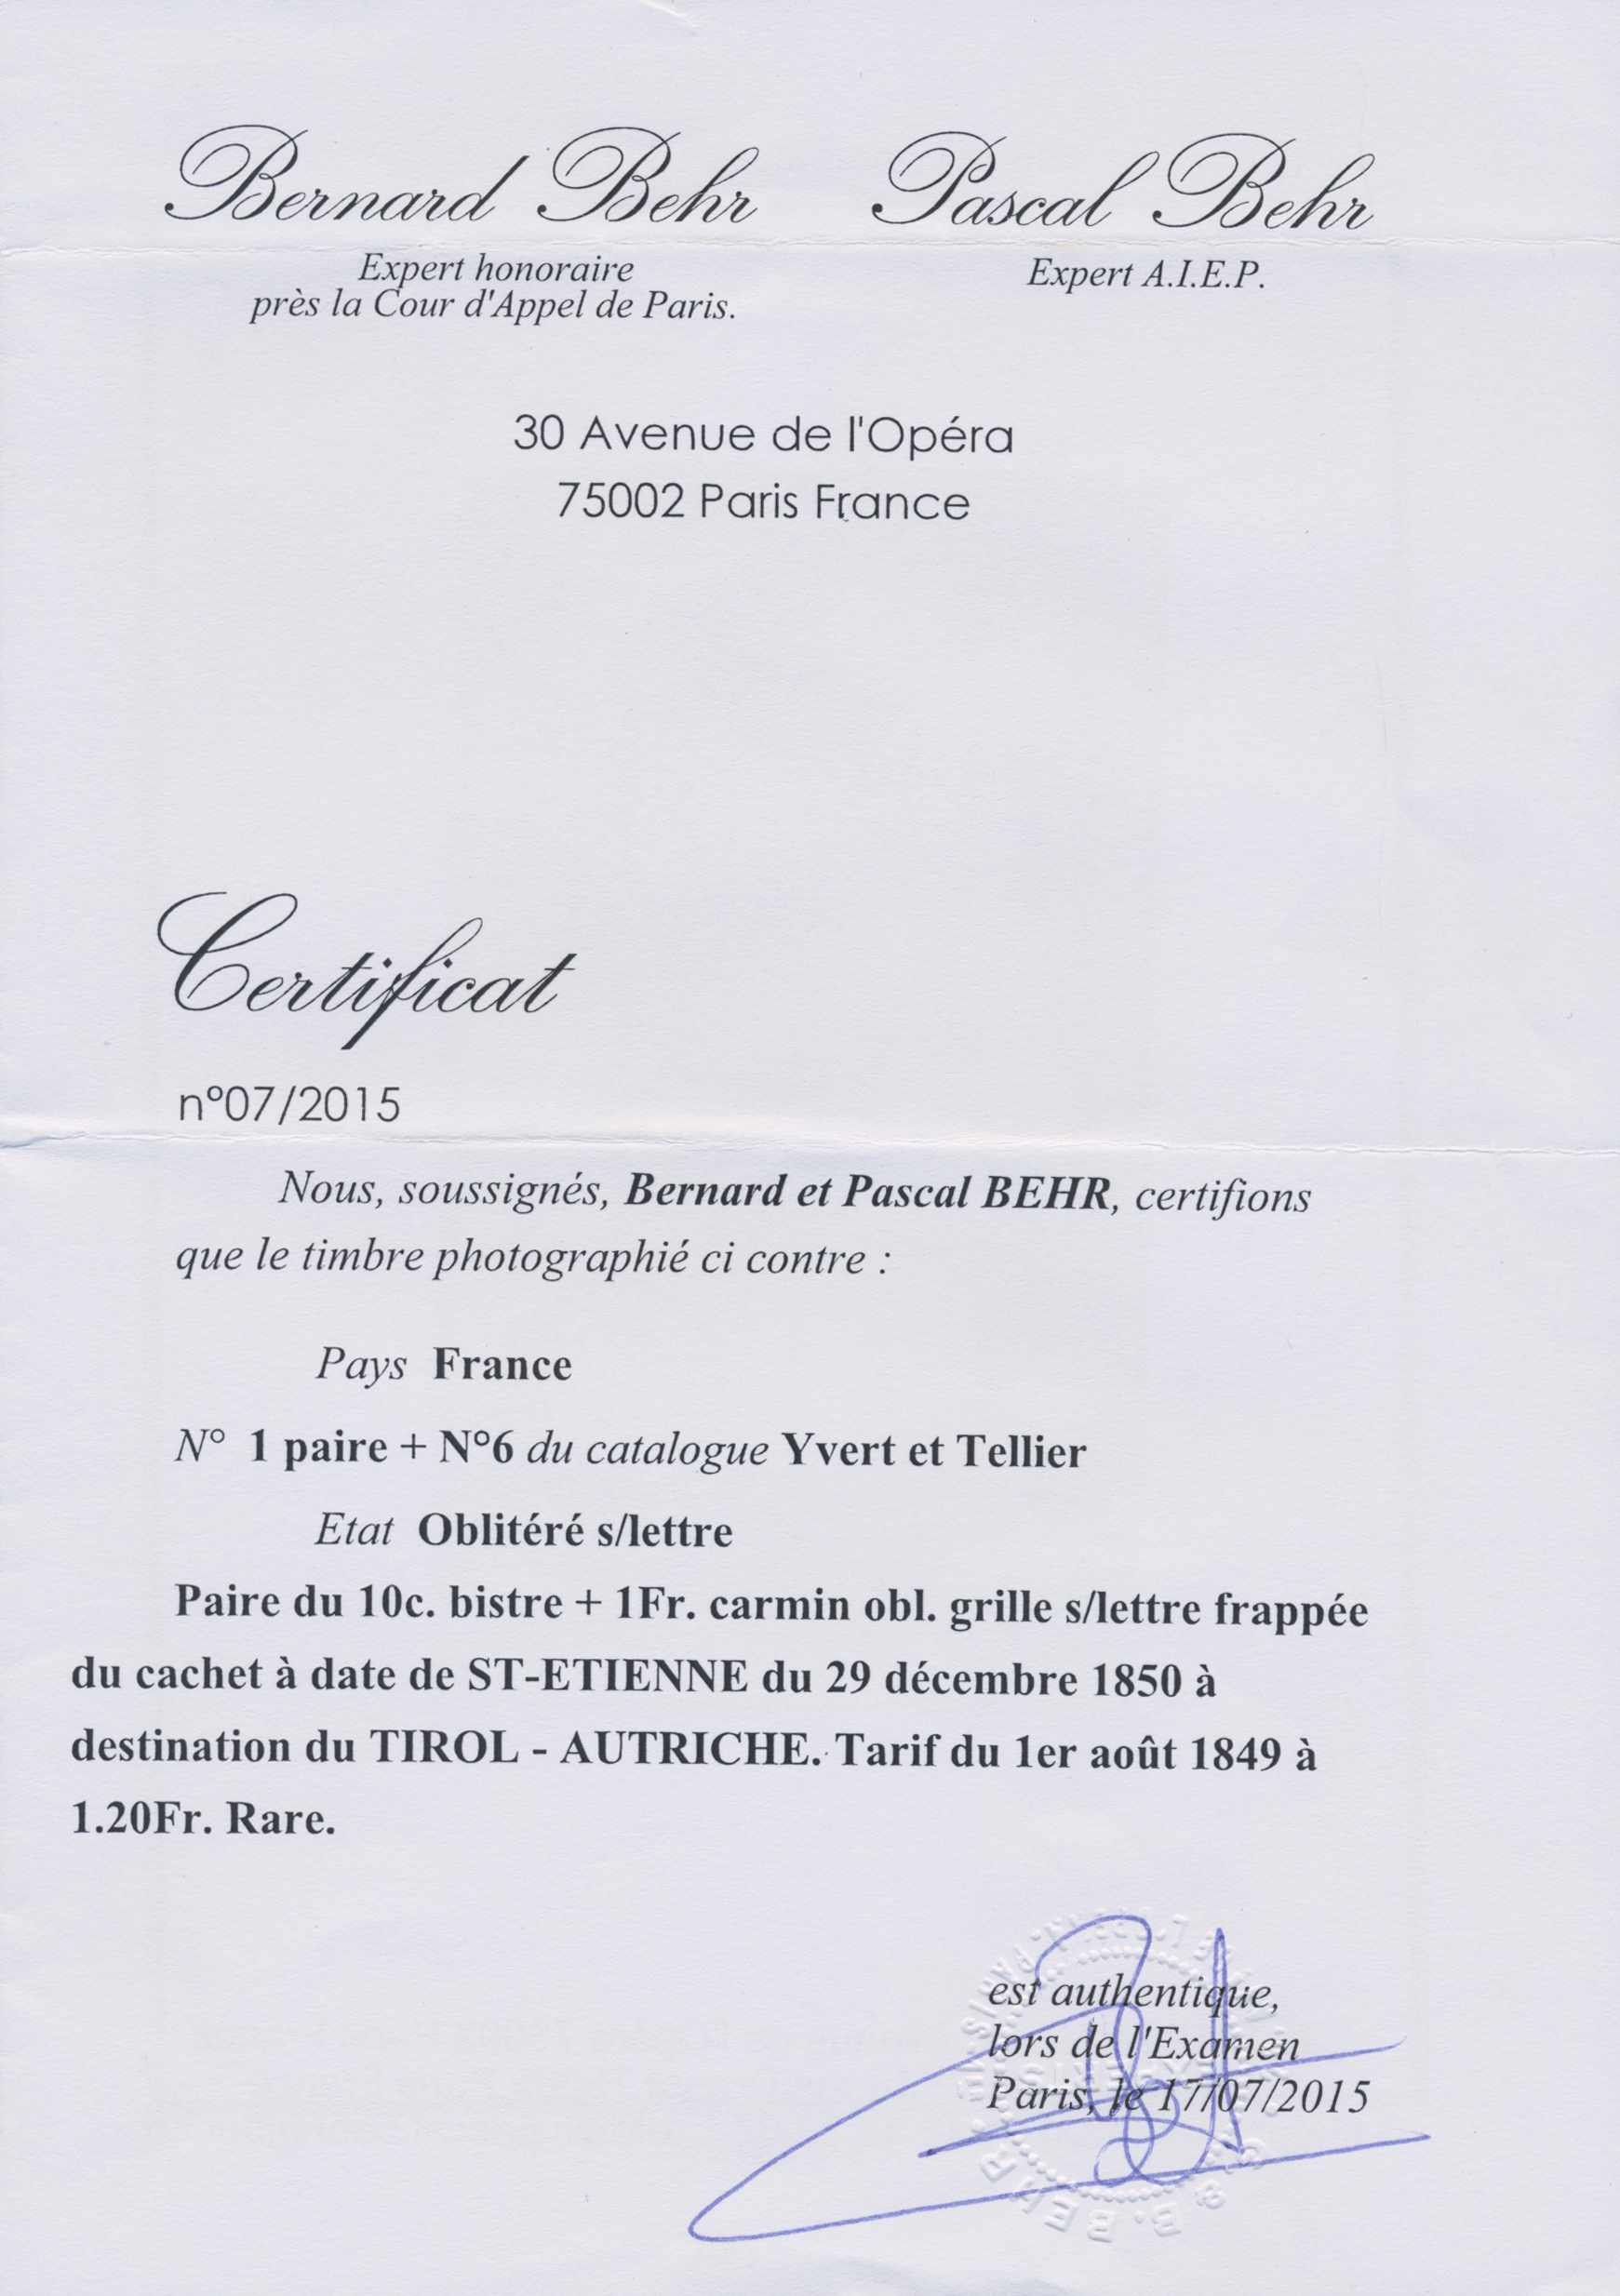 Bernard Behr Pascal Behr
Expert honoraire
près la Cour d'Appel de Paris.
Expert A.I.E.P.
30 Avenue de l'Opéra
75002 Paris France
Certificat
n°07/2015
Nous, soussignés, Bernard et Pascal BEHR, certifions
que le timbre photographié ci contre :
Pays France
N° 1 paire + N°6 du catalogue Yvert et Tellier
Etat Oblitéré s/lettre
Paire du 10c. bistre + 1Fr. carmin obl. grille s/lettre frappée
du cachet à date de ST-ETIENNE du 29 décembre 1850 à
destination du TIROL - AUTRICHE. Tarif du 1er août 1849 à
1.20Fr. Rare.
est authentique,
lors de l'Examen
Paris, le 17/07/2015
B. BEHR